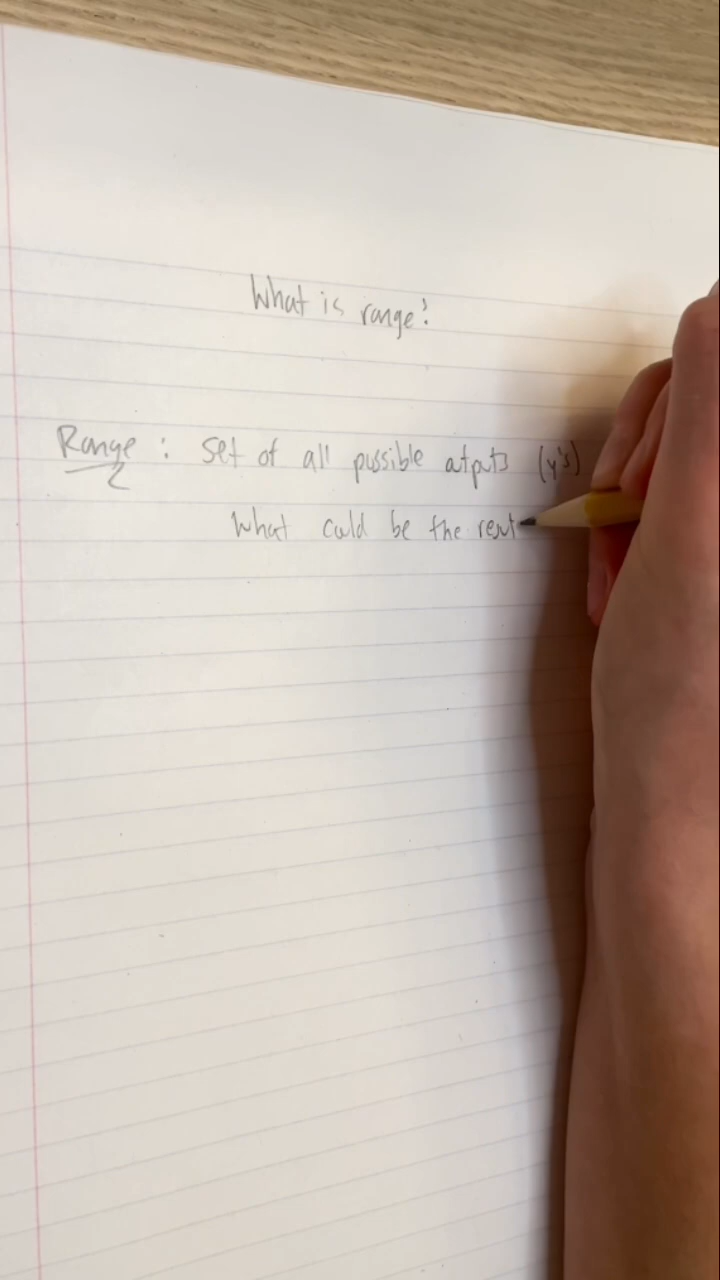 What is range?
Range : set of all possible outputs (y's)
What could be the result